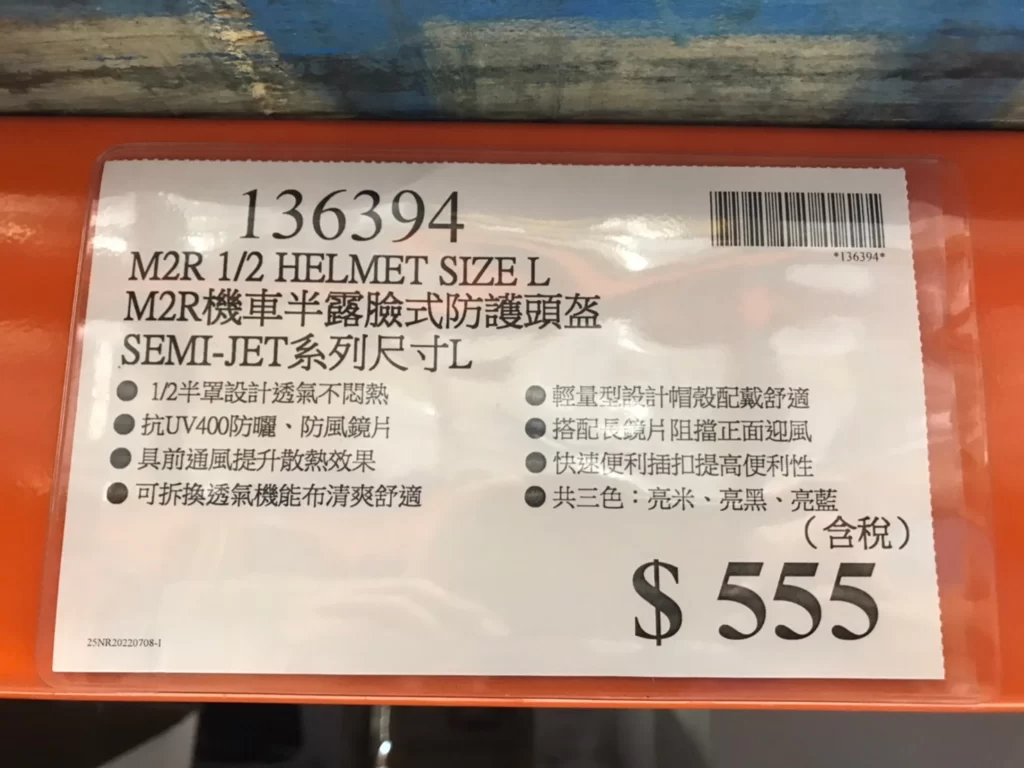 136394
*136394*
M2R 1/2 HELMET SIZE L
M2R機車半露臉式防護頭盔
SEMI-JET系列尺寸L
● 1/2半罩設計透氣不悶熱
● 抗UV400防曬、防風鏡片
● 具前通風提升散熱效果
● 可拆換透氣機能布清爽舒適
● 輕量型設計帽殼配戴舒適
● 搭配長鏡片阻擋正面迎風
● 快速便利插扣提高便利性
● 共三色：亮米、亮黑、亮藍
（含稅）
$ 555
25NR20220708-1